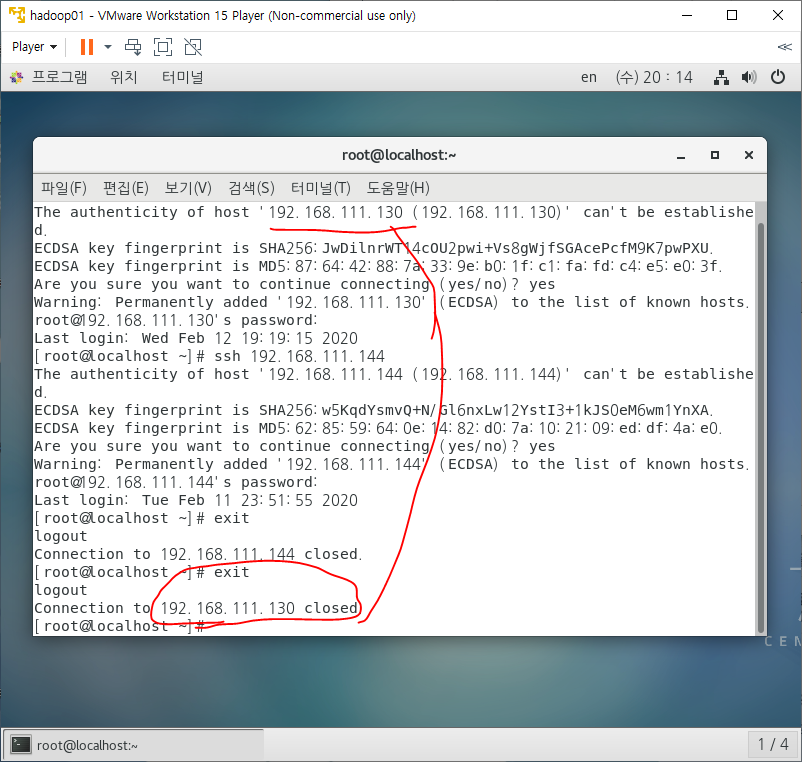 hadoop01 - VMware Workstation 15 Player (Non-commercial use only)
Player
프로그램 위치 터미널 en (수) 20 : 14
root@localhost:~
파일(F) 편집(E) 보기(V) 검색(S) 터미널(T) 도움말(H)
The authenticity of host '192.168.111.130 (192.168.111.130)' can't be establishe
d.
ECDSA key fingerprint is SHA256:JwDilnrWT14cOU2pwi+Vs8gWjfSGAcePcfM9K7pwPXU.
ECDSA key fingerprint is MD5:87:64:42:88:7a:33:9e:b0:1f:c1:fa:fd:c4:e5:e0:3f.
Are you sure you want to continue connecting (yes/no)? yes
Warning: Permanently added '192.168.111.130' (ECDSA) to the list of known hosts.
root@192.168.111.130's password:
Last login: Wed Feb 12 19:19:15 2020
[root@localhost ~]# ssh 192.168.111.144
The authenticity of host '192.168.111.144 (192.168.111.144)' can't be establishe
d.
ECDSA key fingerprint is SHA256:w5KqdYsmvQ+N/Gl6nxLw12YstI3+1kJS0eM6wm1YnXA.
ECDSA key fingerprint is MD5:62:85:59:64:0e:14:82:d0:7a:10:21:09:ed:df:4a:e0.
Are you sure you want to continue connecting (yes/no)? yes
Warning: Permanently added '192.168.111.144' (ECDSA) to the list of known hosts.
root@192.168.111.144's password:
Last login: Tue Feb 11 23:51:55 2020
[root@localhost ~]# exit
logout
Connection to 192.168.111.144 closed.
[root@localhost ~]# exit
logout
Connection to 192.168.111.130 closed
[root@localhost ~]#
CEN
root@localhost:~ 1 / 4